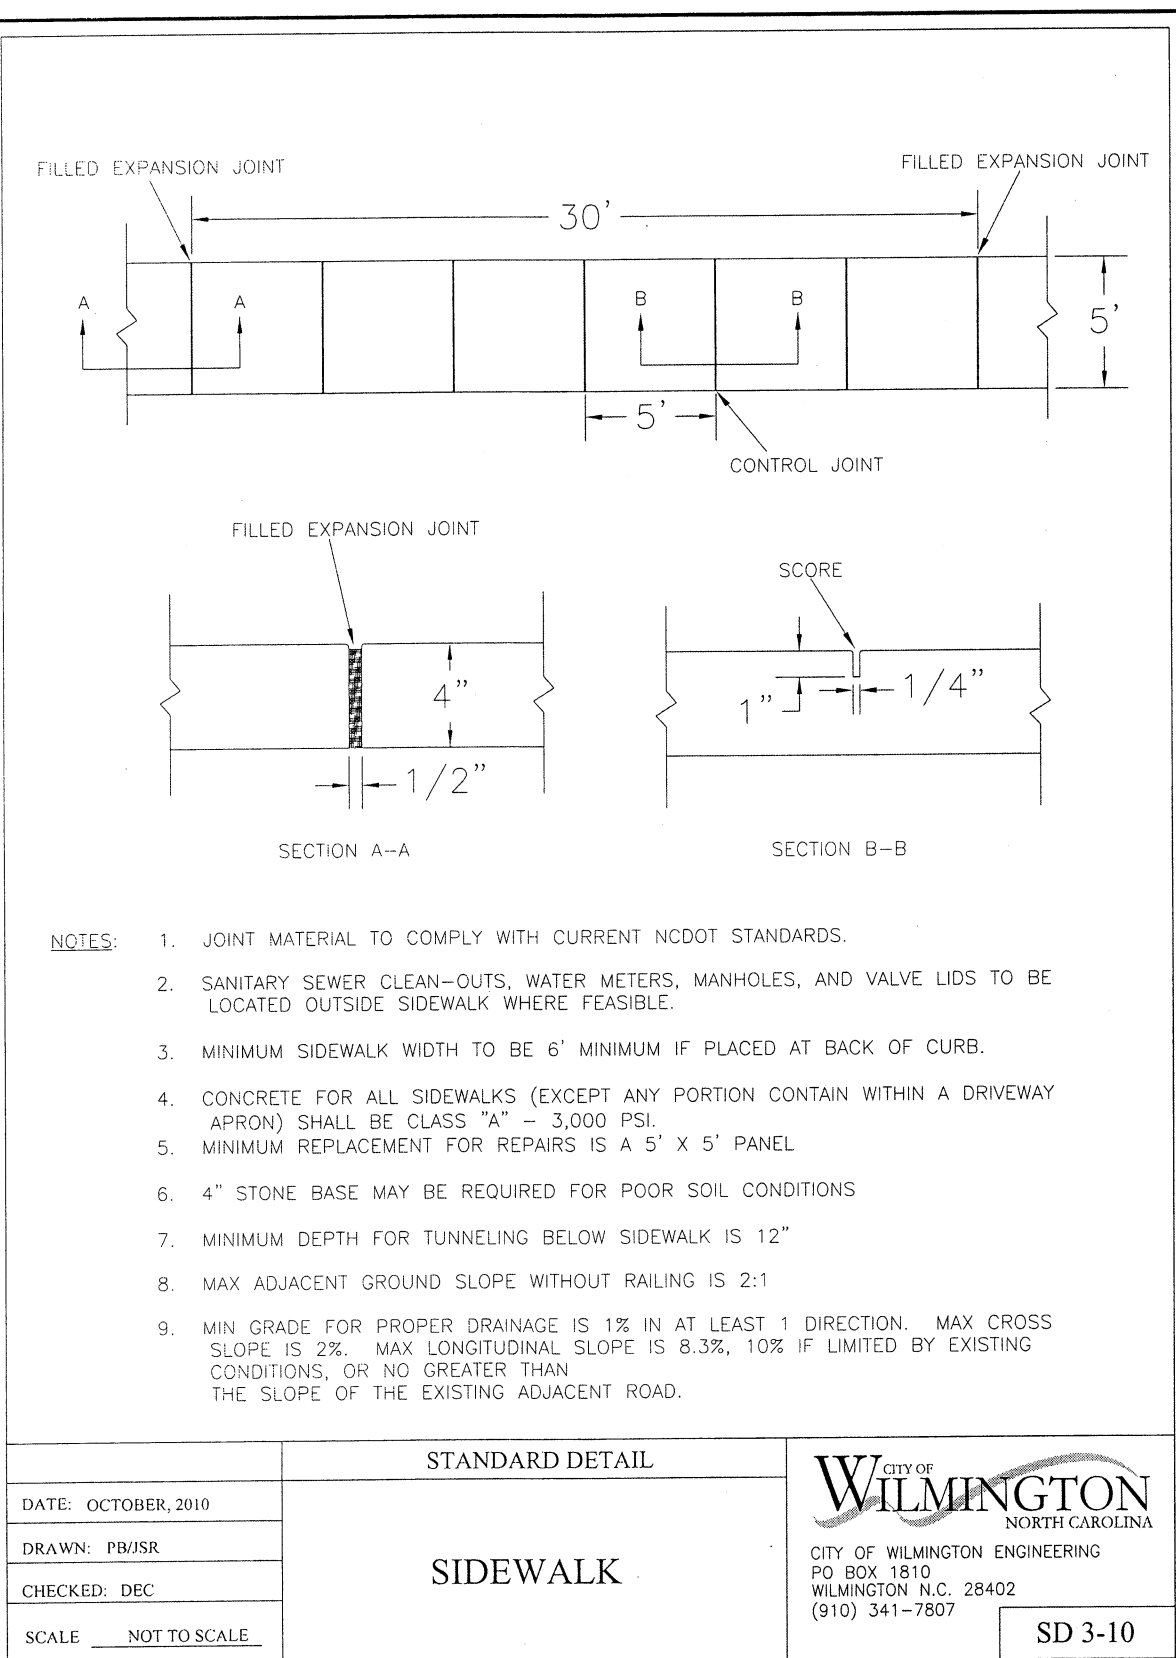 FILLED EXPANSION JOINT
FILLED EXPANSION JOINT
30'
A
A
B
B
5'
5'
CONTROL JOINT
FILLED EXPANSION JOINT
SCORE
4"
1"
1/4"
1/2"
SECTION A--A
SECTION B-B
NOTES:
1. JOINT MATERIAL TO COMPLY WITH CURRENT NCDOT STANDARDS.
2. SANITARY SEWER CLEAN-OUTS, WATER METERS, MANHOLES, AND VALVE LIDS TO BE
LOCATED OUTSIDE SIDEWALK WHERE FEASIBLE.
3. MINIMUM SIDEWALK WIDTH TO BE 6' MINIMUM IF PLACED AT BACK OF CURB.
4. CONCRETE FOR ALL SIDEWALKS (EXCEPT ANY PORTION CONTAIN WITHIN A DRIVEWAY
APRON) SHALL BE CLASS "A" - 3,000 PSI.
5. MINIMUM REPLACEMENT FOR REPAIRS IS A 5' X 5' PANEL
6. 4" STONE BASE MAY BE REQUIRED FOR POOR SOIL CONDITIONS
7. MINIMUM DEPTH FOR TUNNELING BELOW SIDEWALK IS 12"
8. MAX ADJACENT GROUND SLOPE WITHOUT RAILING IS 2:1
9. MIN GRADE FOR PROPER DRAINAGE IS 1% IN AT LEAST 1 DIRECTION. MAX CROSS
SLOPE IS 2%. MAX LONGITUDINAL SLOPE IS 8.3%, 10% IF LIMITED BY EXISTING
CONDITIONS, OR NO GREATER THAN
THE SLOPE OF THE EXISTING ADJACENT ROAD.
DATE: OCTOBER, 2010
DRAWN: PB/JSR
CHECKED: DEC
SCALE NOT TO SCALE
STANDARD DETAIL
SIDEWALK
CITY OF
WILMINGTON
NORTH CAROLINA
CITY OF WILMINGTON ENGINEERING
PO BOX 1810
WILMINGTON N.C. 28402
(910) 341-7807
SD 3-10